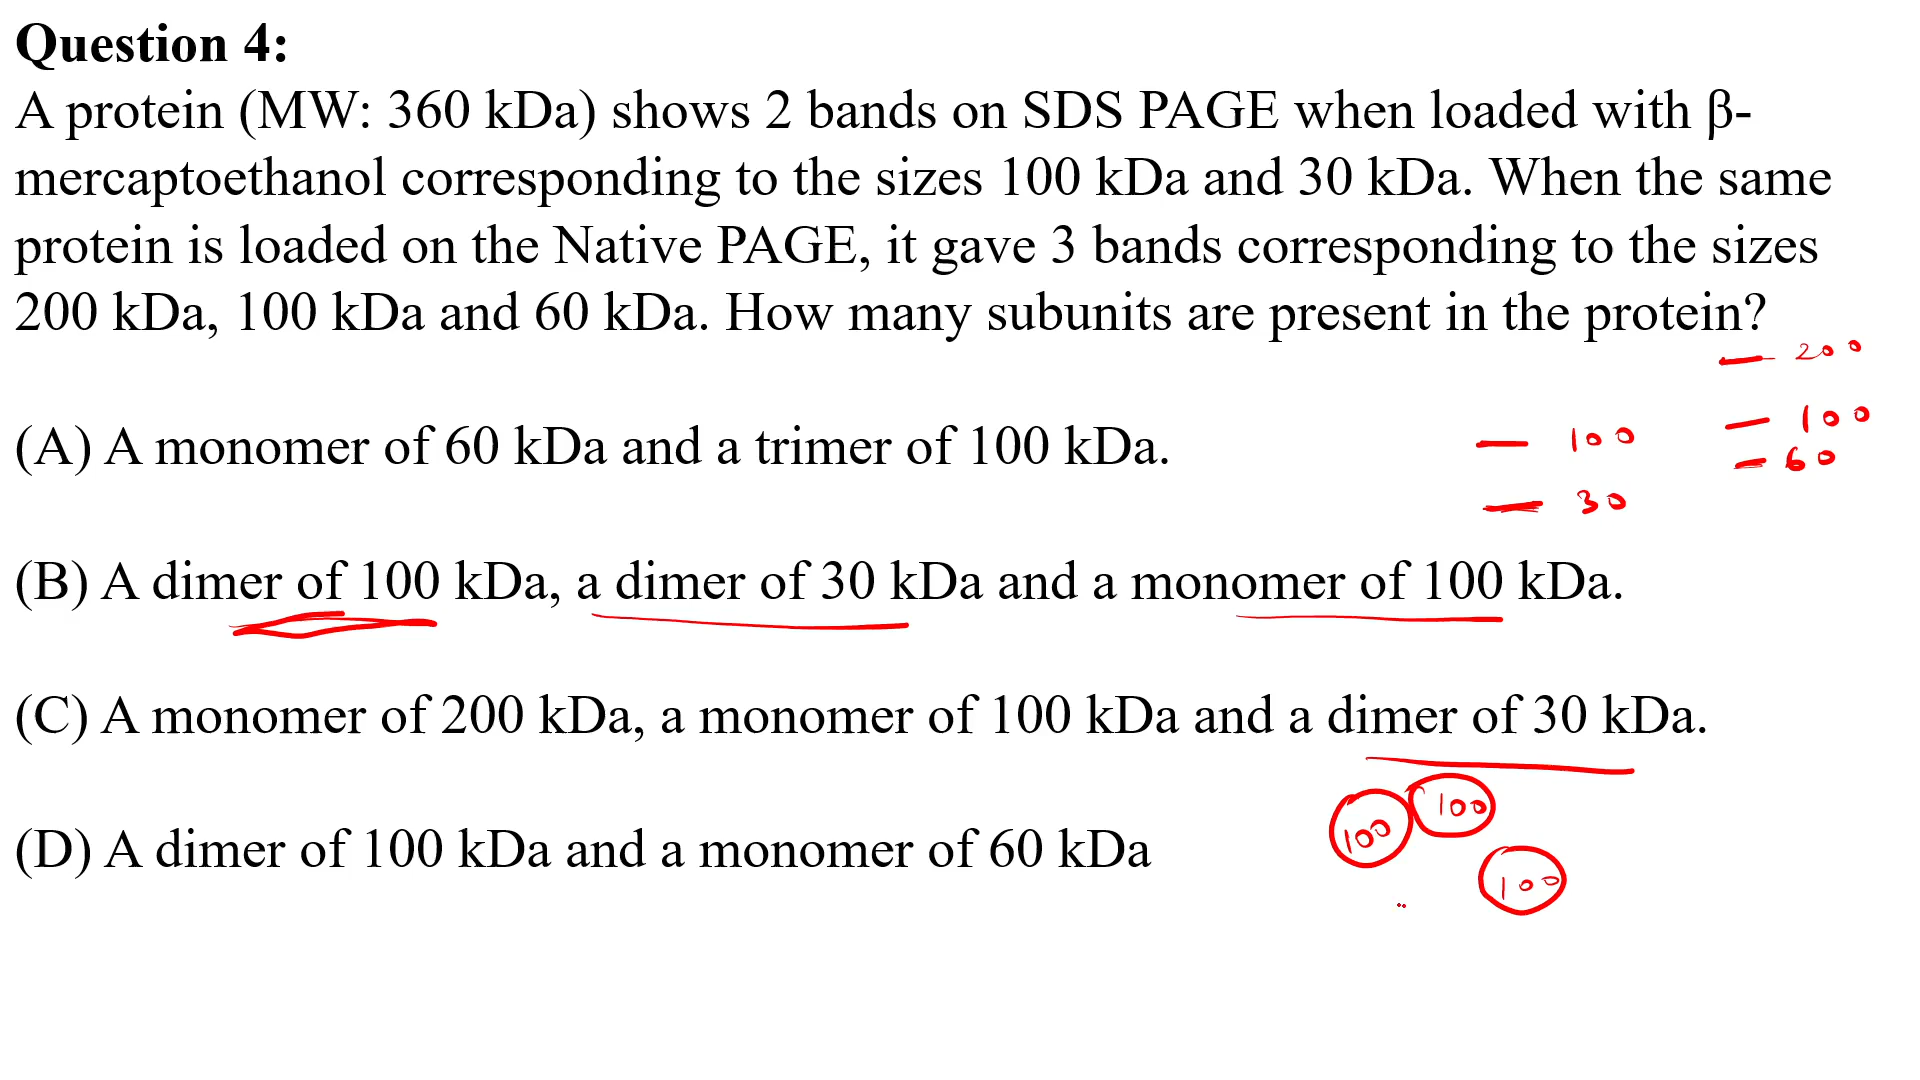 Question 4:
A protein (MW: 360 kDa) shows 2 bands on SDS PAGE when loaded with β-
mercaptoethanol corresponding to the sizes 100 kDa and 30 kDa. When the same
protein is loaded on the Native PAGE, it gave 3 bands corresponding to the sizes
200 kDa, 100 kDa and 60 kDa. How many subunits are present in the protein?
— 200
— 100
— 60
(A) A monomer of 60 kDa and a trimer of 100 kDa.
— 100
— 30
(B) A dimer of 100 kDa, a dimer of 30 kDa and a monomer of 100 kDa.
(C) A monomer of 200 kDa, a monomer of 100 kDa and a dimer of 30 kDa.
100
100
100
(D) A dimer of 100 kDa and a monomer of 60 kDa